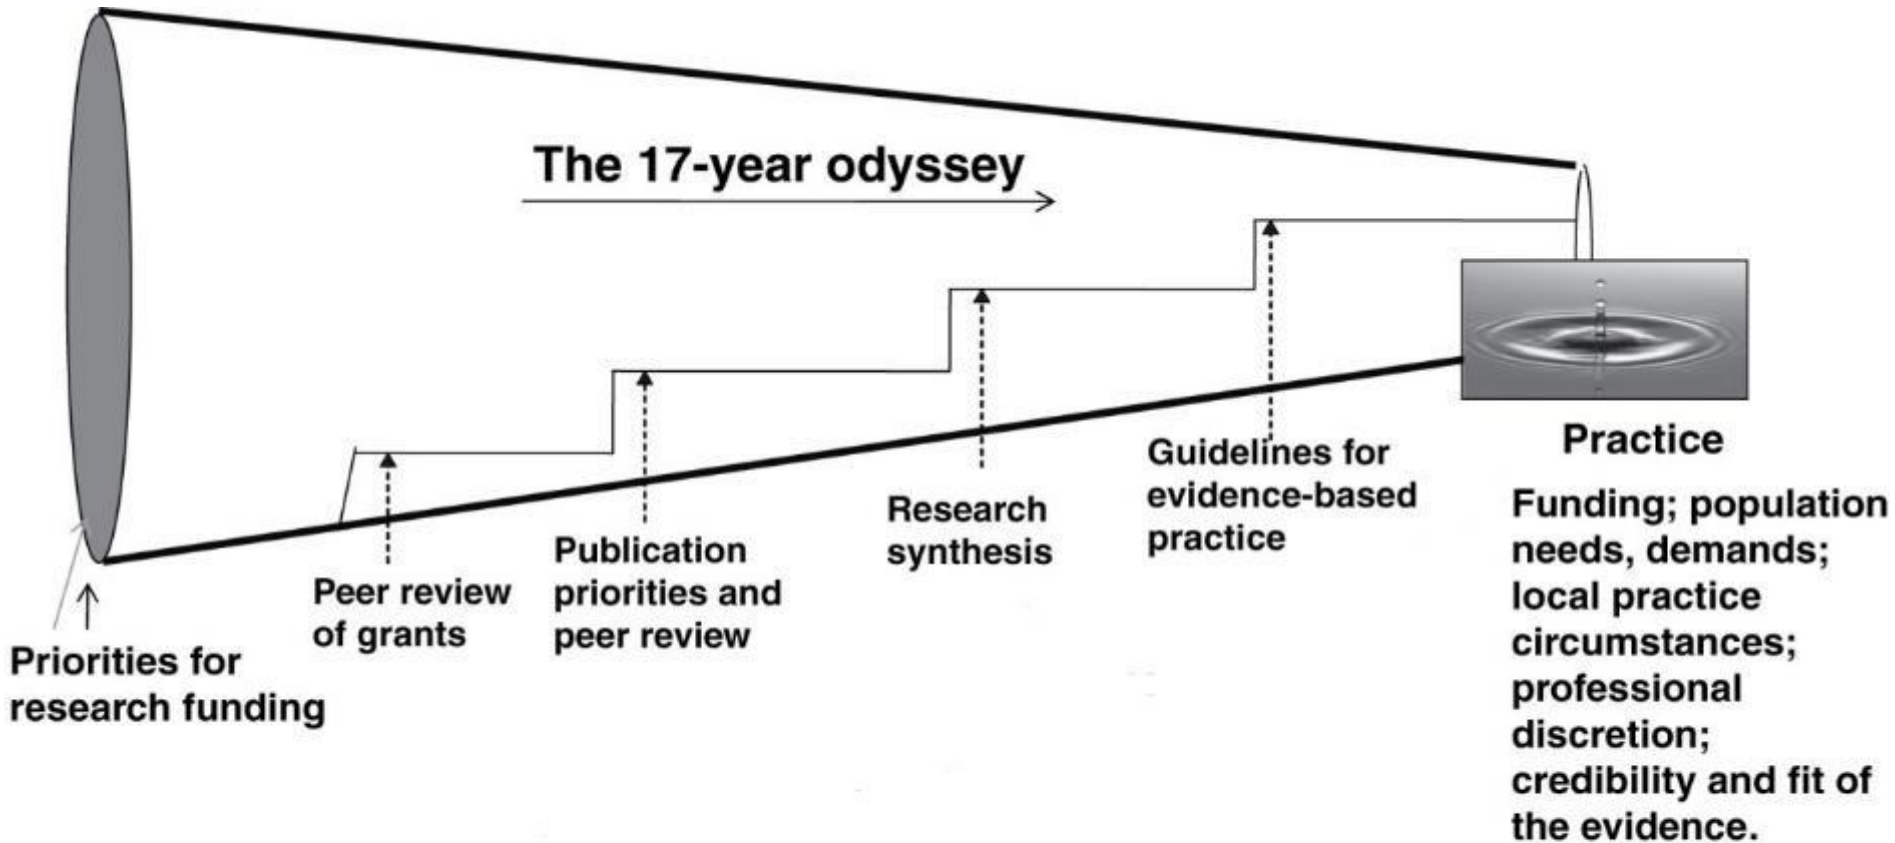 The 17-year odyssey
Priorities for
research funding
Peer review
of grants
Publication
priorities and
peer review
Research
synthesis
Guidelines for
evidence-based
practice
Practice
Funding; population
needs, demands;
local practice
circumstances;
professional
discretion;
credibility and fit of
the evidence.